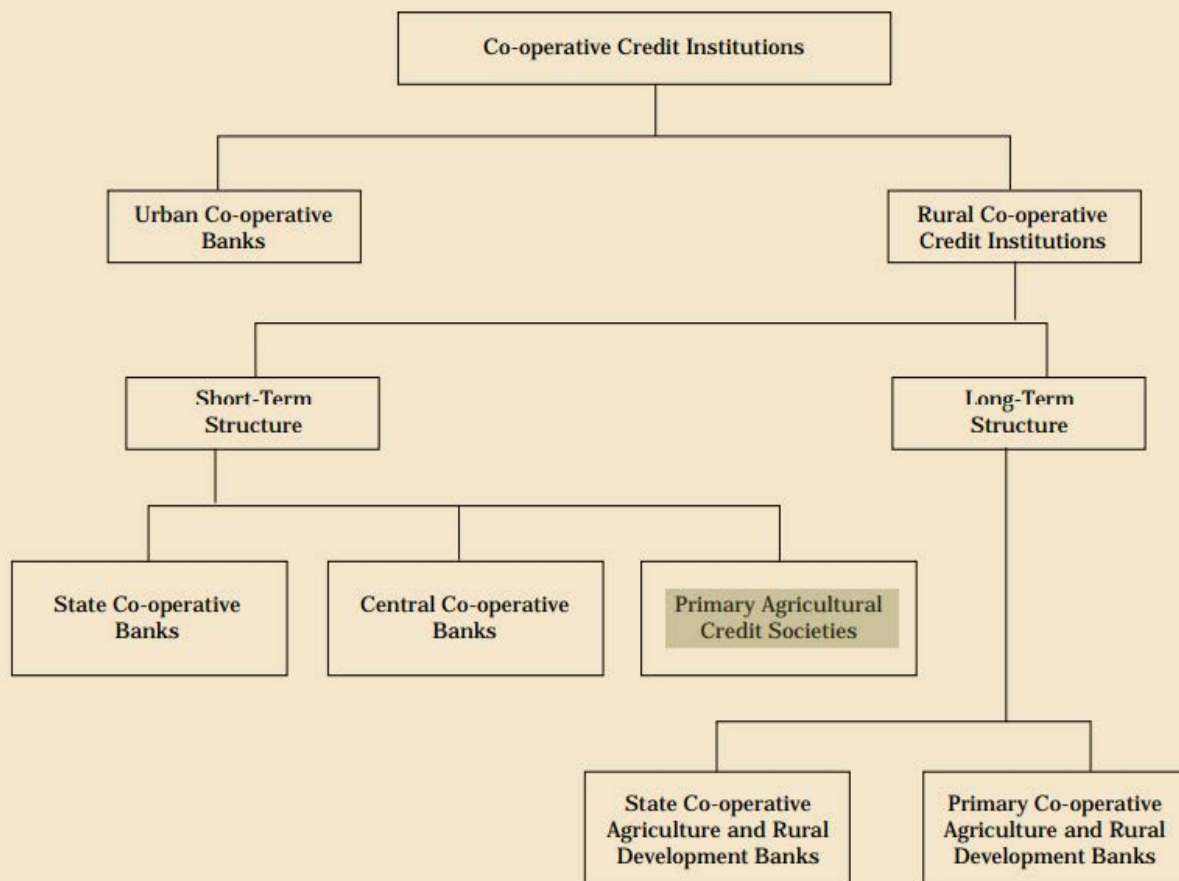 Co-operative Credit Institutions
Urban Co-operative
Banks
Rural Co-operative
Credit Institutions
Short-Term
Structure
Long-Term
Structure
State Co-operative
Banks
Central Co-operative
Banks
Primary Agricultural
Credit Societies
State Co-operative
Agriculture and Rural
Development Banks
Primary Co-operative
Agriculture and Rural
Development Banks